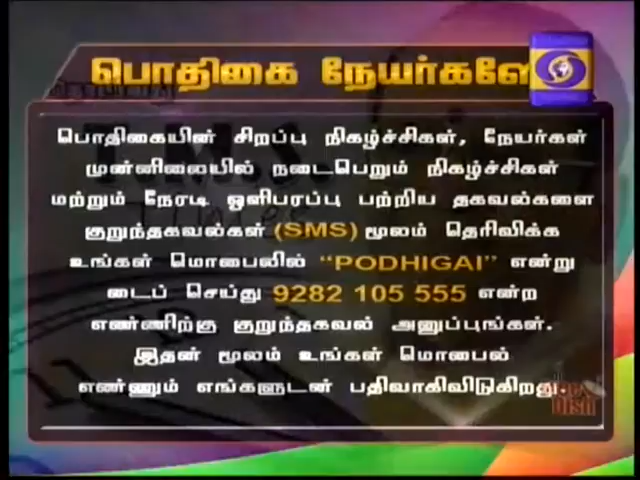 பொதிகை நேயர்களே
பொதிகையின் சிறப்பு நிகழ்ச்சிகள், நேயர்கள்
முன்னிலையில் நடைபெறும் நிகழ்ச்சிகள்
மற்றும் நேரடி ஒளிபரப்பு பற்றிய தகவல்களை
குறுந்தகவல்கள் (SMS) மூலம் தெரிவிக்க
உங்கள் மொபைலில் "PODHIGAI" என்று
டைப் செய்து 9282 105 555 என்ற
எண்ணிற்கு குறுந்தகவல் அனுப்புங்கள்.
இதன் மூலம் உங்கள் மொபைல்
எண்ணும் எங்களுடன் பதிவாகிவிடுகிறது.
DISH